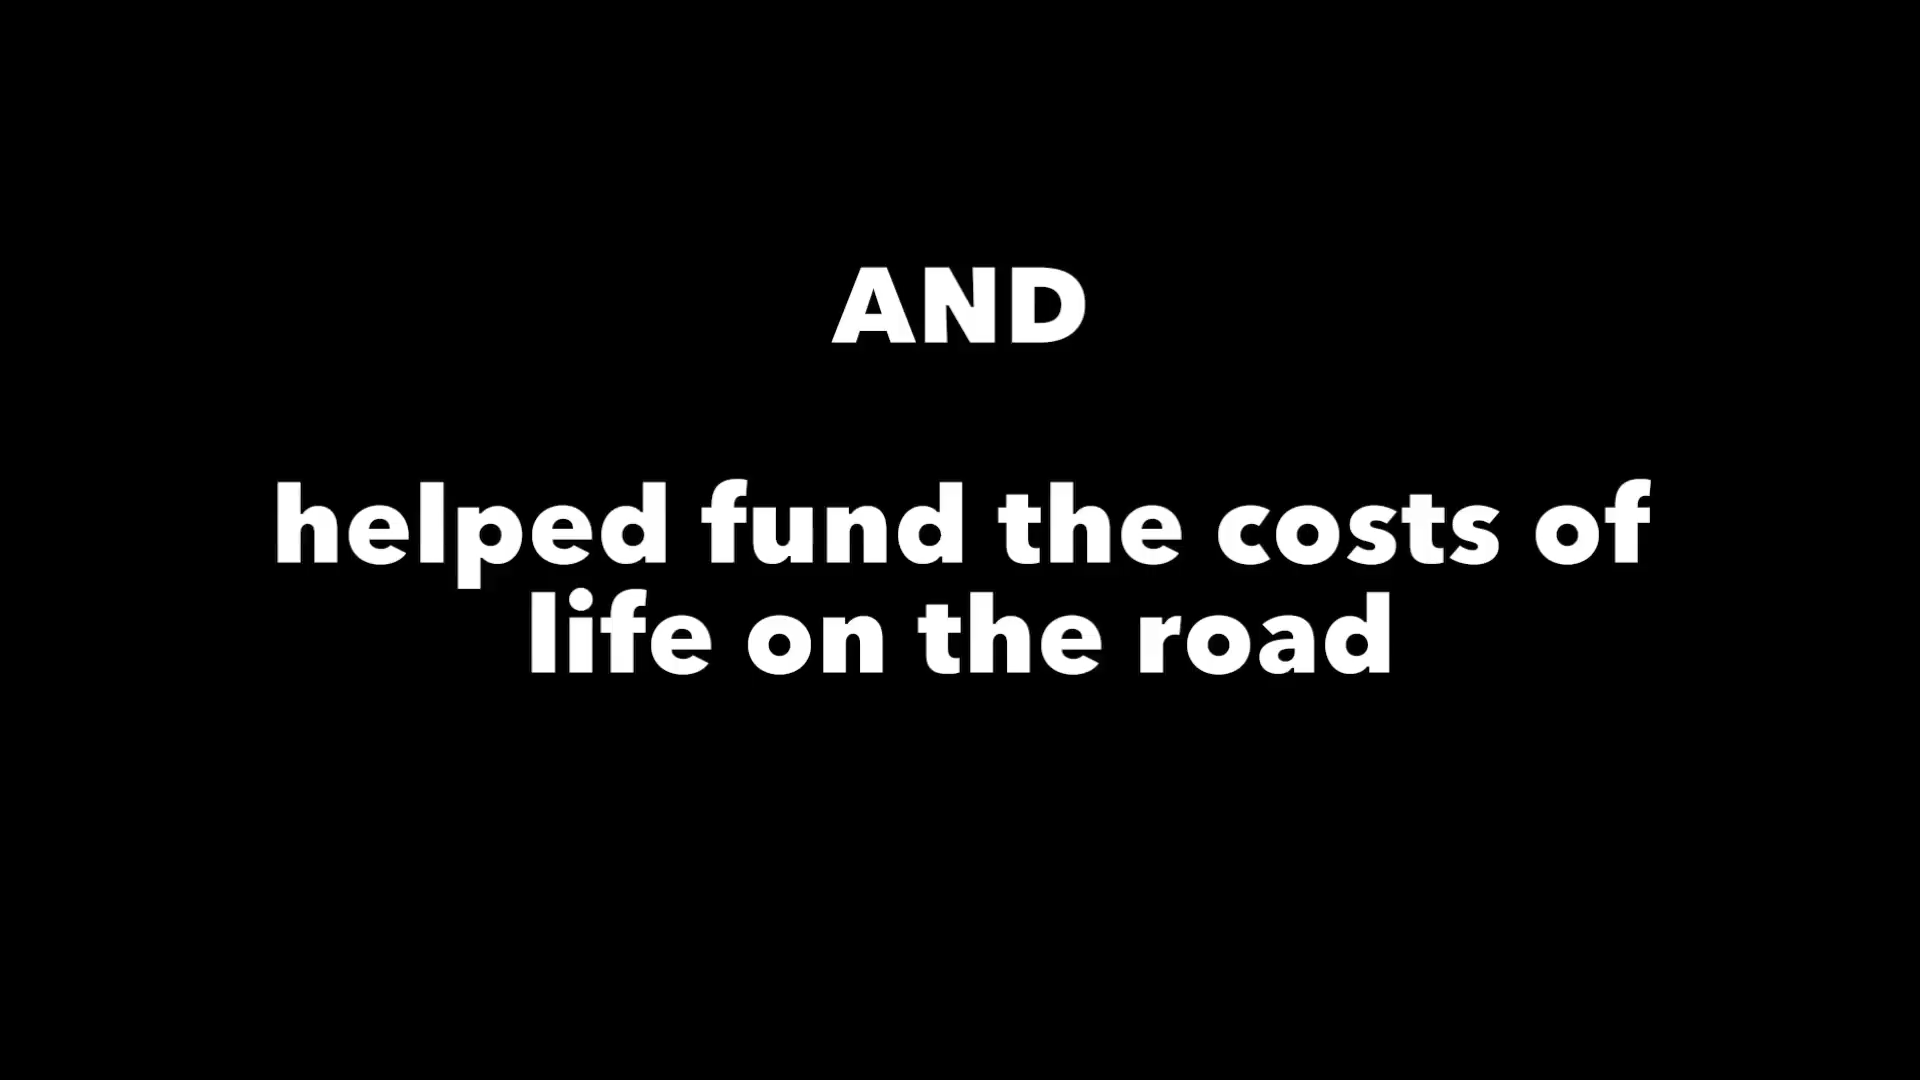 AND
helped fund the costs of
life on the road